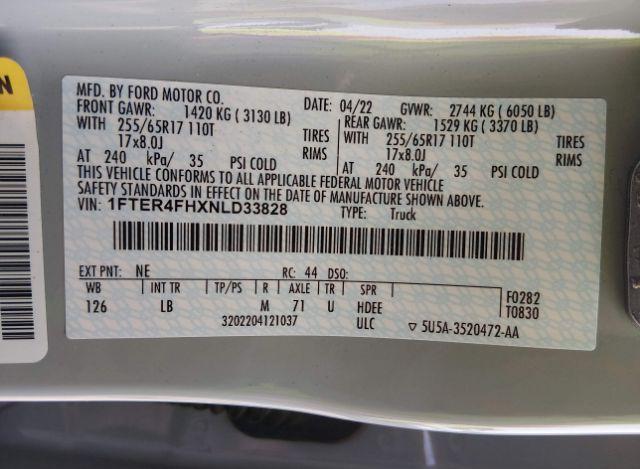 N
MFD. BY FORD MOTOR CO.
DATE: 04/22 GVWR: 2744 KG ( 6050 LB)
FRONT GAWR: 1420 KG ( 3130 LB)
REAR GAWR: 1529 KG ( 3370 LB)
WITH 255/65R17 110T TIRES
WITH 255/65R17 110T TIRES
17x8.0J RIMS
17x8.0J RIMS
AT 240 kPa/ 35 PSI COLD
AT 240 kPa/ 35 PSI COLD
THIS VEHICLE CONFORMS TO ALL APPLICABLE FEDERAL MOTOR VEHICLE
SAFETY STANDARDS IN EFFECT ON THE DATE OF MANUFACTURE SHOWN ABOVE.
VIN: 1FTER4FHXNLD33828 TYPE: Truck
EXT PNT: NE RC: 44 DSO:
WB INT TR TP/PS R AXLE TR SPR F0282
126 LB M 71 U HDEE T0830
3202204121037 ULC ▽ 5U5A-3520472-AA